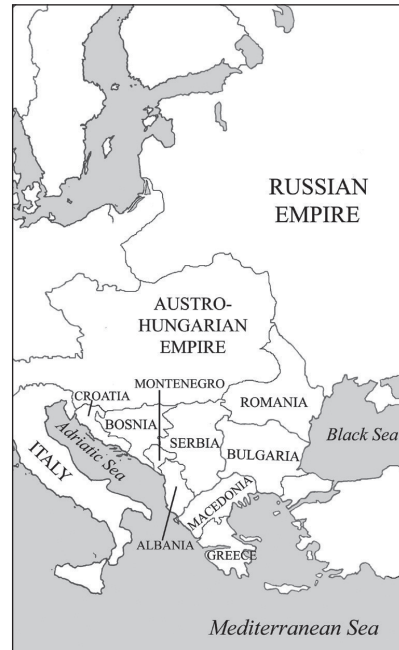 RUSSIAN
EMPIRE
AUSTRO-
HUNGARIAN
EMPIRE
MONTENEGRO
CROATIA
ROMANIA
BOSNIA
Black Sea
SERBIA
Adriatic Sea
BULGARIA
ITALY
MACEDONIA
ALBANIA
GREECE
Mediterranean Sea